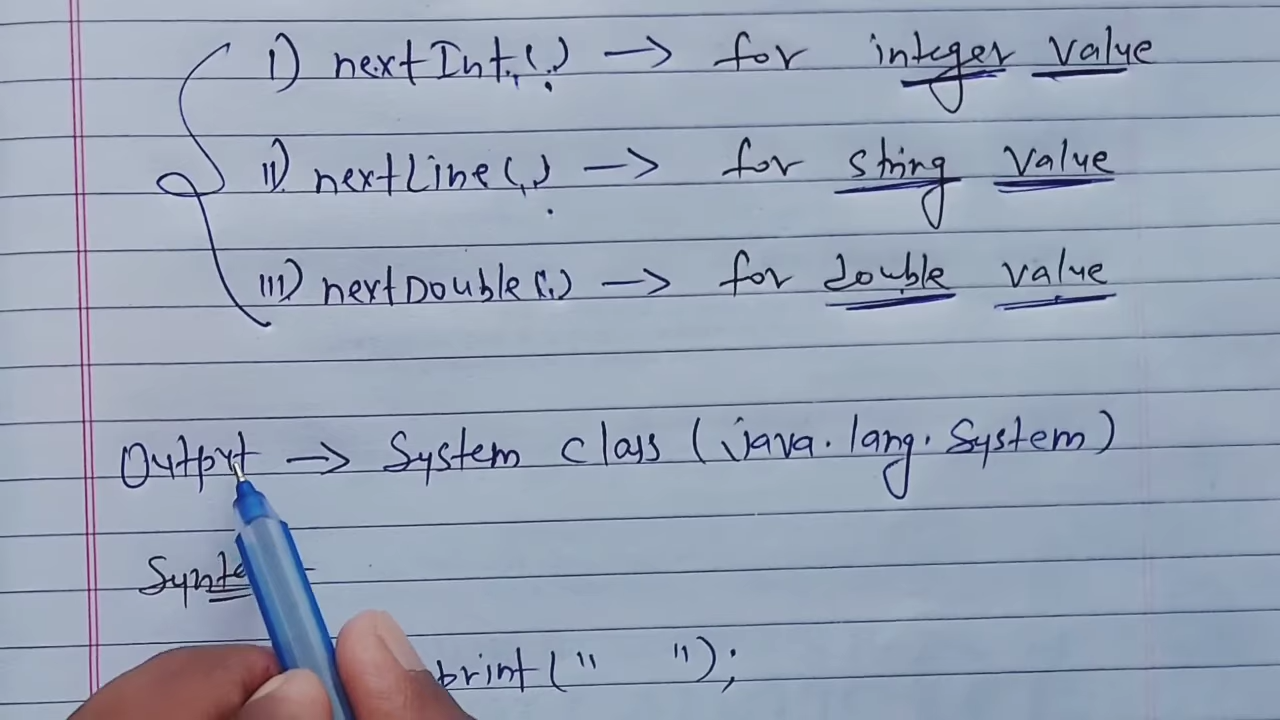 i) nextInt() → for integer value
ii) nextLine() → for string value
iii) nextDouble() → for double value
Output → System class (java.lang.System)
print(" ");